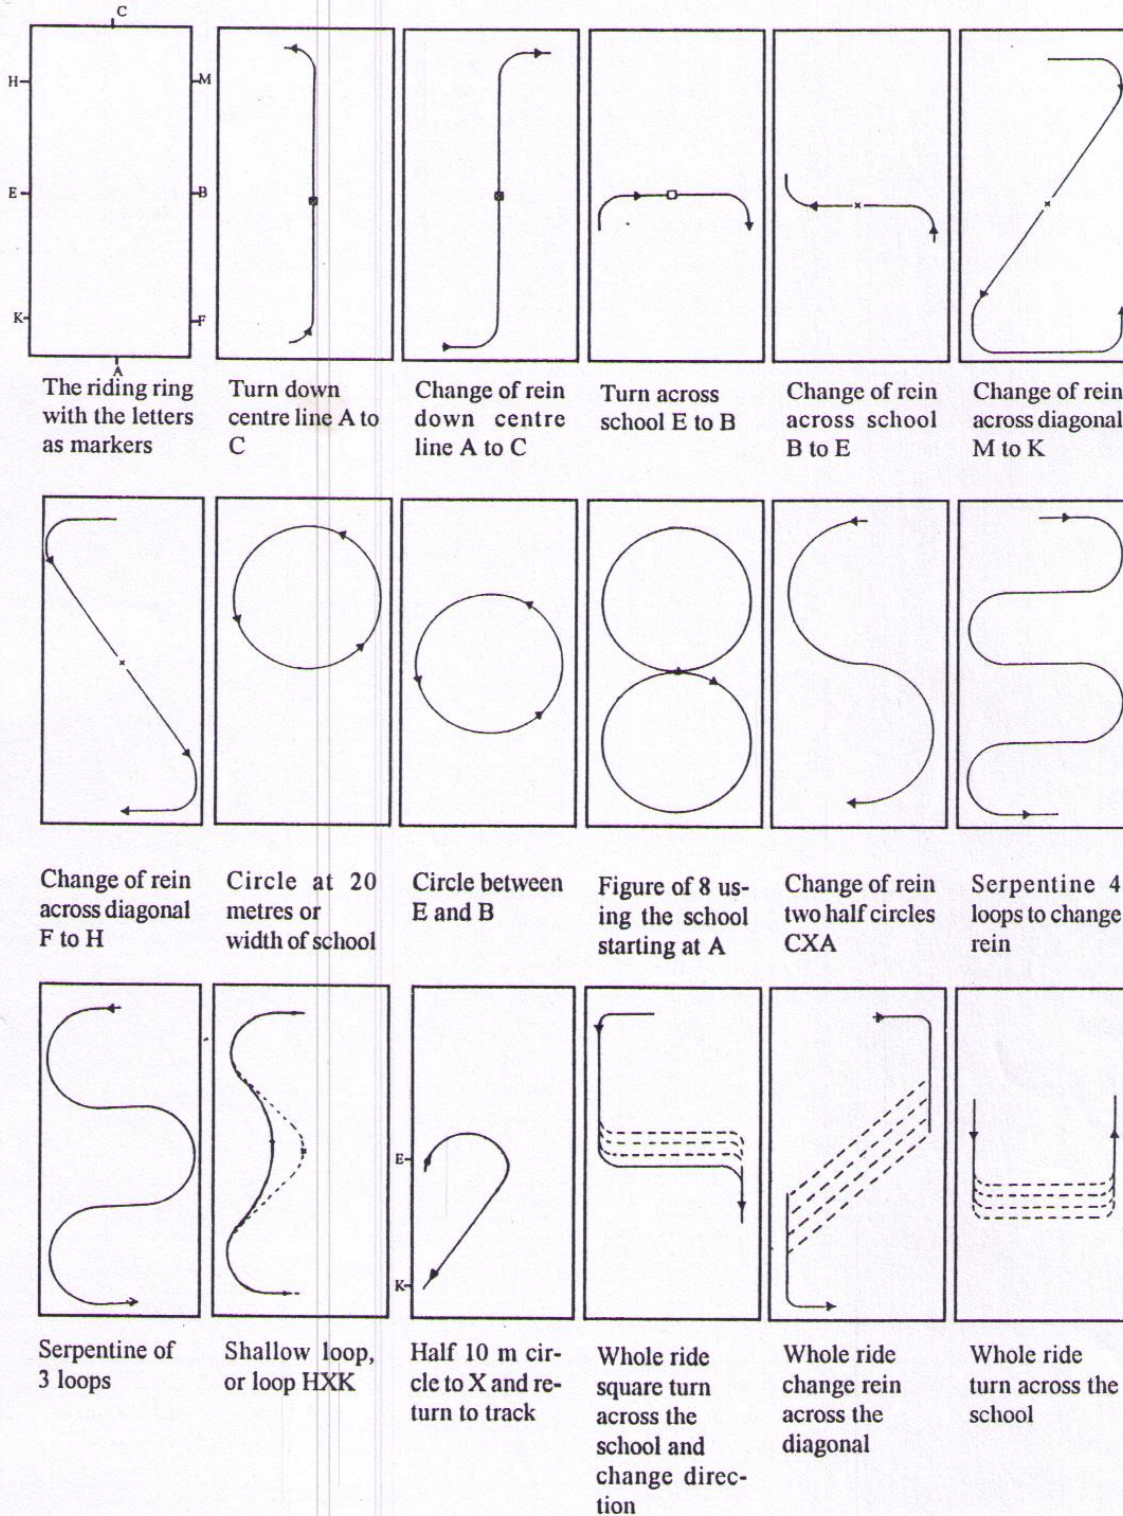 C
H
M
E
B
K
F
A
The riding ring
with the letters
as markers
Turn down
centre line A to
C
Change of rein
down centre
line A to C
Turn across
school E to B
Change of rein
across school
B to E
Change of rein
across diagonal
M to K
Change of rein
across diagonal
F to H
Circle at 20
metres or
width of school
Circle between
E and B
Figure of 8 us-
ing the school
starting at A
Change of rein
two half circles
CXA
Serpentine 4
loops to change
rein
E
K
Serpentine of
3 loops
Shallow loop,
or loop HXK
Half 10 m cir-
cle to X and re-
turn to track
Whole ride
square turn
across the
school and
change direc-
tion
Whole ride
change rein
across the
diagonal
Whole ride
turn across the
school